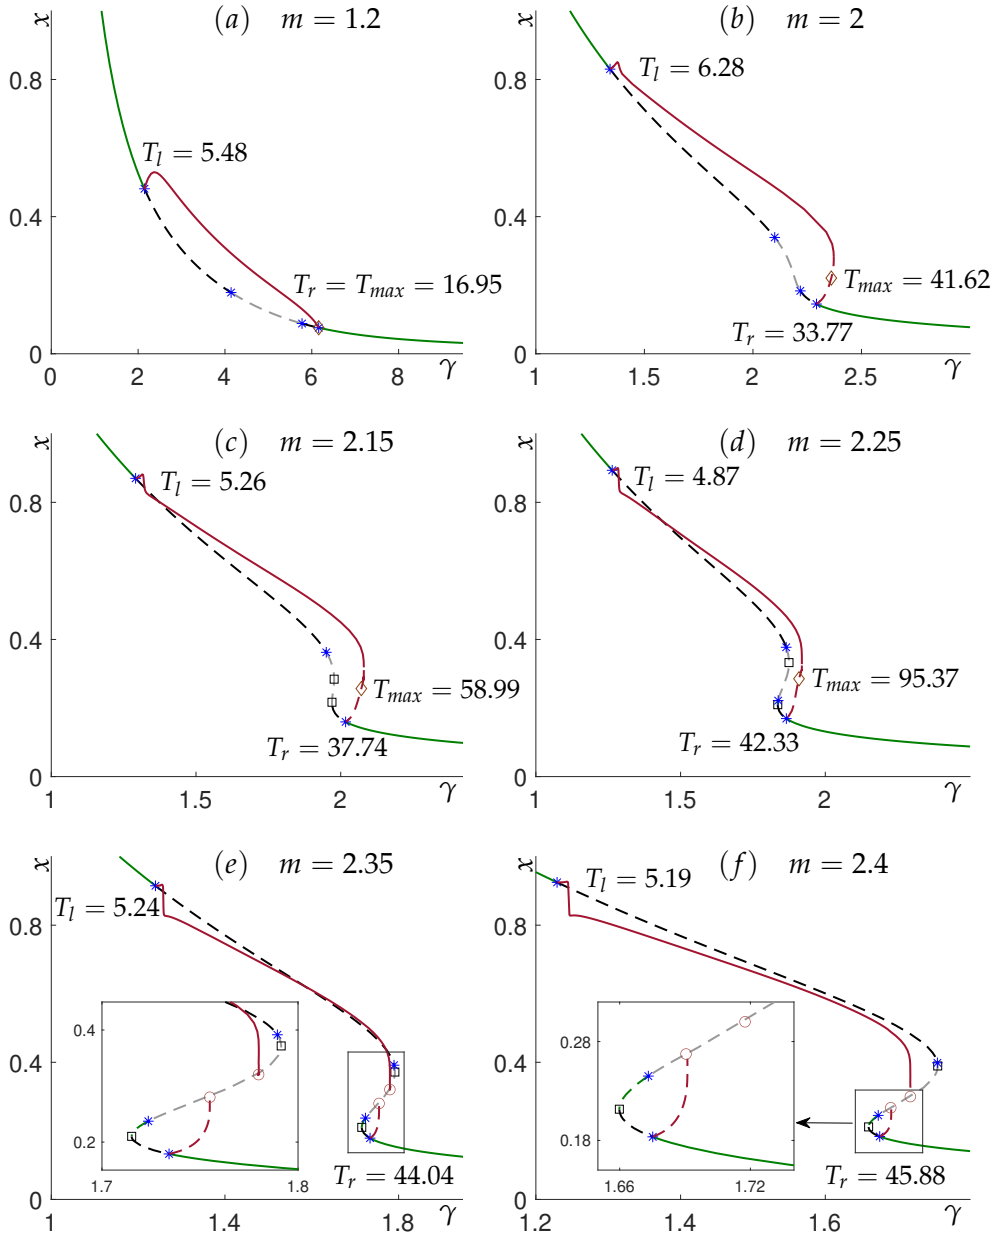 x
(a) m = 1.2
0.8
T_l = 5.48
0.4
T_r = T_max = 16.95
0
0 2 4 6 8 γ
x
(b) m = 2
0.8
T_l = 6.28
0.4
T_max = 41.62
T_r = 33.77
0
1 1.5 2 2.5 γ
x
(c) m = 2.15
0.8
T_l = 5.26
0.4
T_max = 58.99
T_r = 37.74
0
1 1.5 2 γ
x
(d) m = 2.25
0.8
T_l = 4.87
0.4
T_max = 95.37
T_r = 42.33
0
1 1.5 2 γ
x
(e) m = 2.35
0.8
T_l = 5.24
0.4
0.4
0.2
1.7 1.8
T_r = 44.04
0
1 1.4 1.8 γ
x
(f) m = 2.4
0.8
T_l = 5.19
0.4
0.28
0.18
1.66 1.72
T_r = 45.88
0
1.2 1.4 1.6 γ